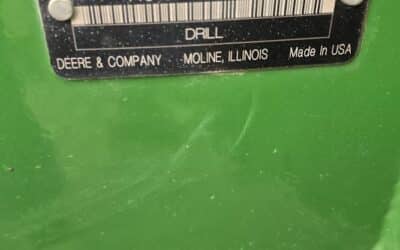 DRILL
DEERE & COMPANY MOLINE, ILLINOIS Made In USA